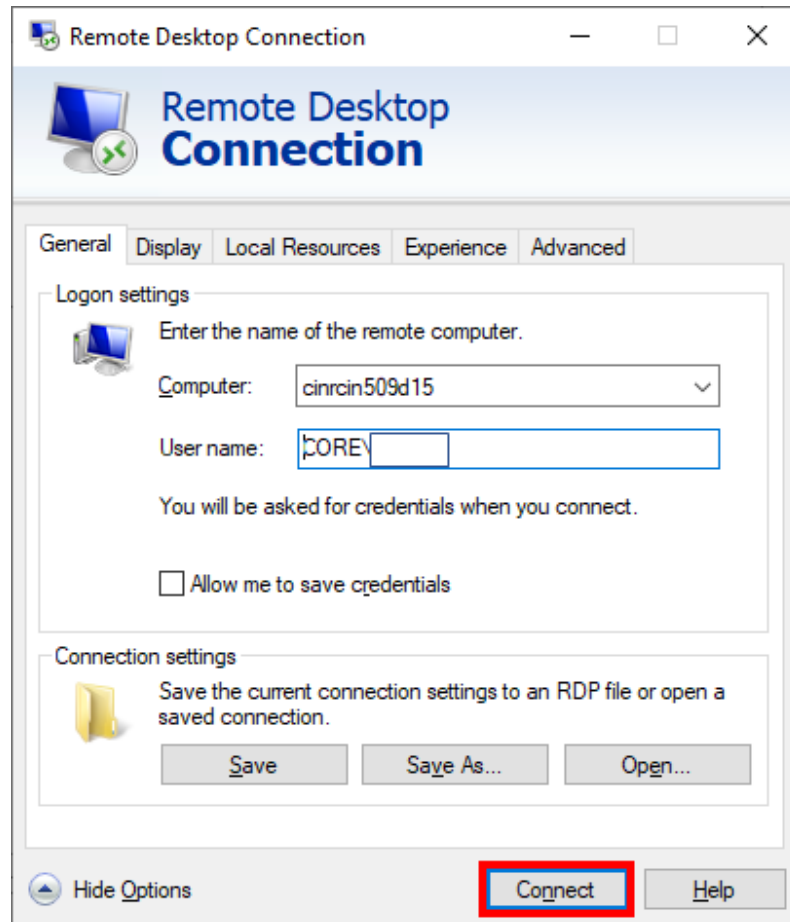 Remote Desktop Connection
Remote Desktop
Connection
General Display Local Resources Experience Advanced
Logon settings
Enter the name of the remote computer.
Computer: cinrcin509d15
User name: CORE\
You will be asked for credentials when you connect.
Allow me to save credentials
Connection settings
Save the current connection settings to an RDP file or open a
saved connection.
Save Save As... Open...
Hide Options Connect Help